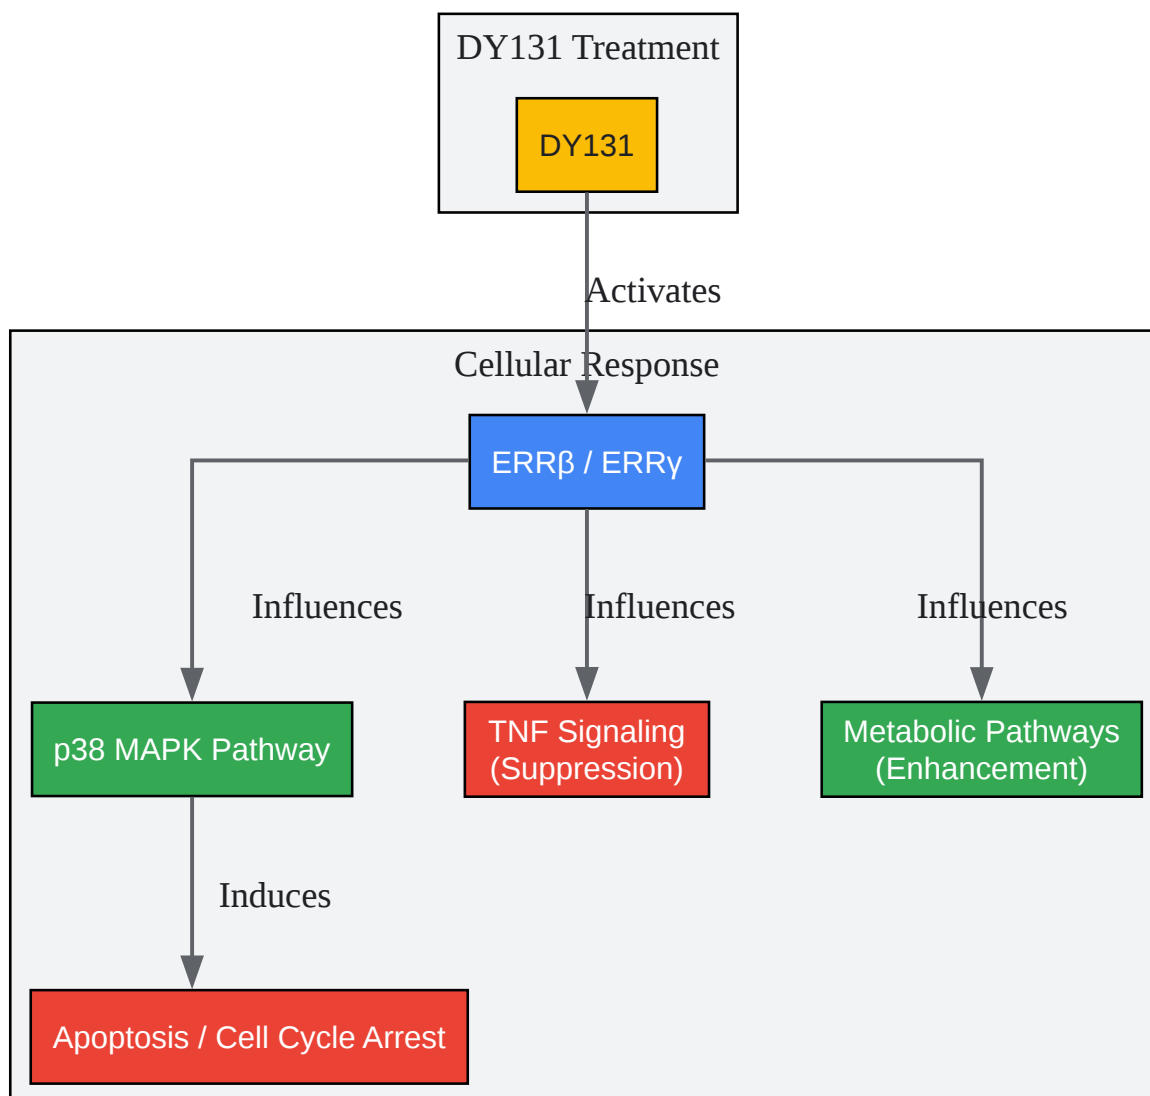 DY131 Treatment
DY131
Activates
Cellular Response
ERRβ / ERRγ
Influences
Influences
Influences
p38 MAPK Pathway
TNF Signaling
(Suppression)
Metabolic Pathways
(Enhancement)
Induces
Apoptosis / Cell Cycle Arrest